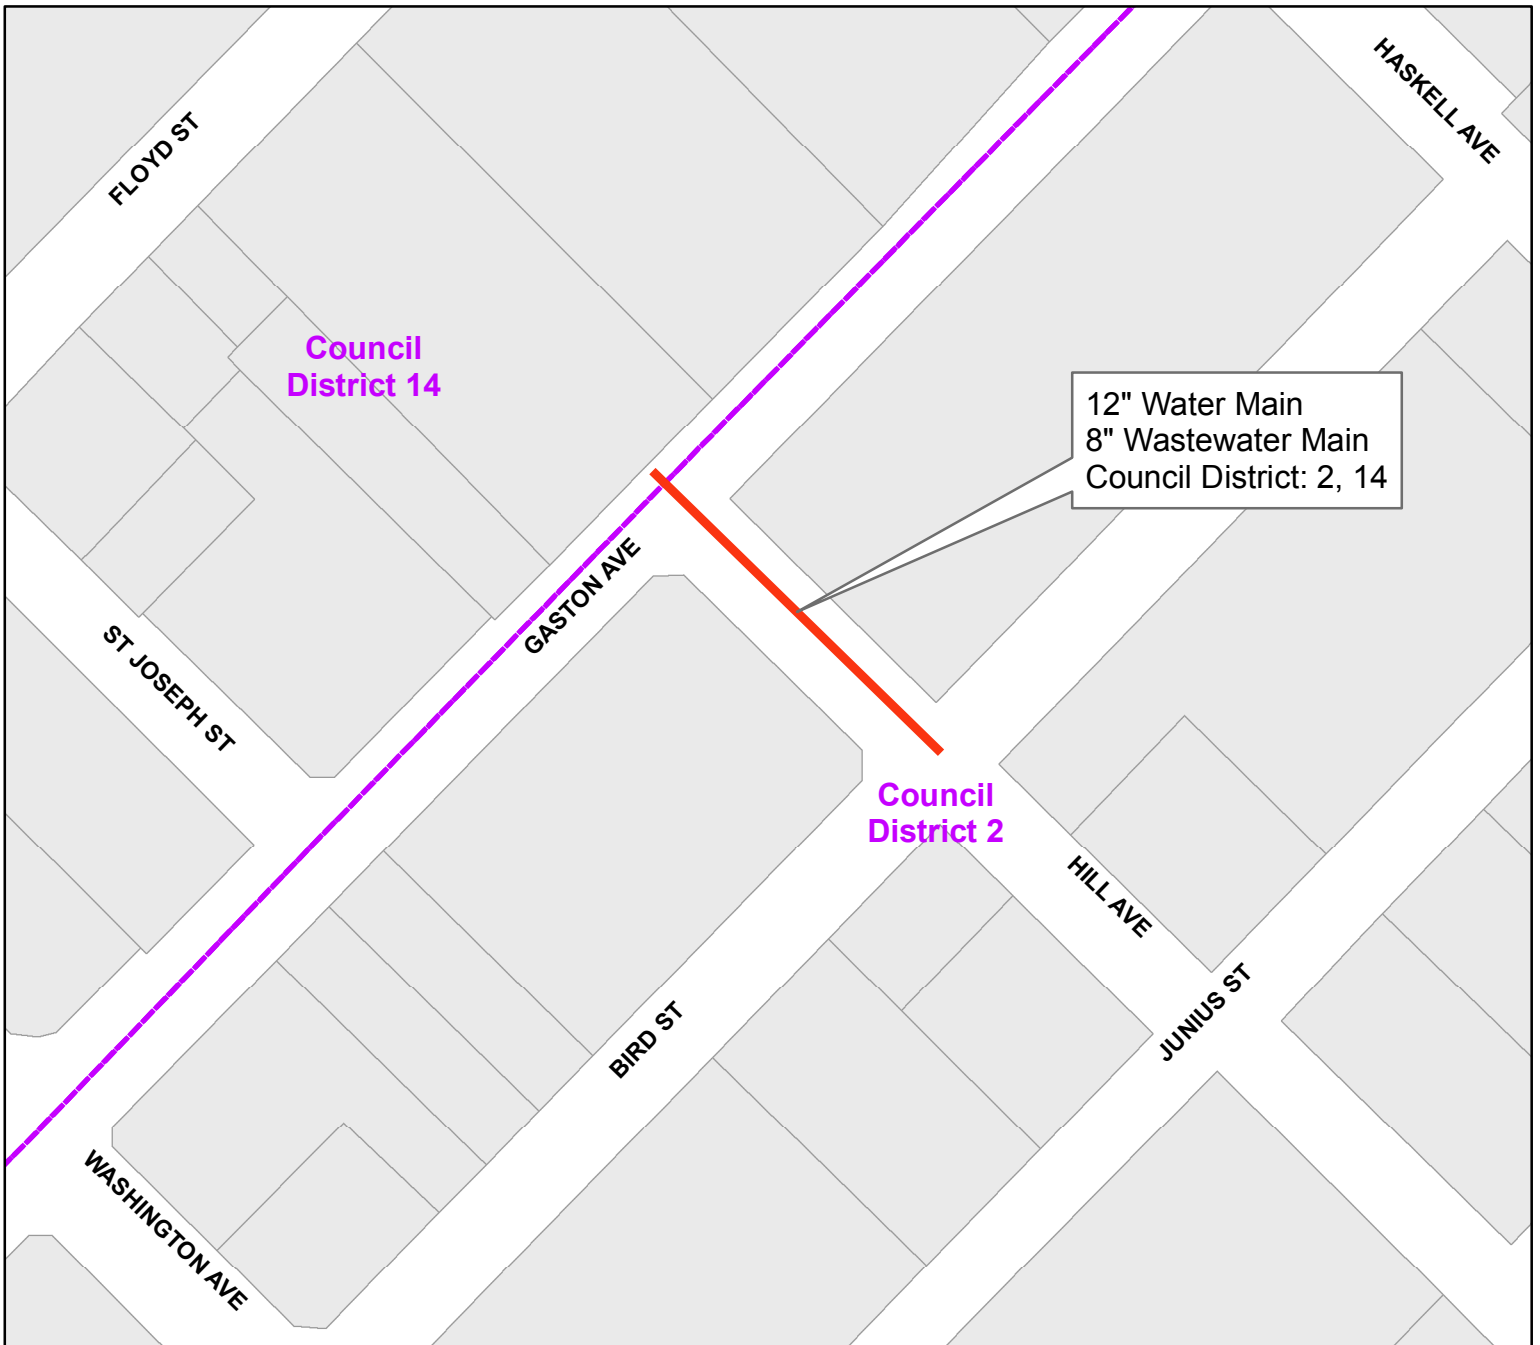 HASKELL AVE
FLOYD ST
Council
District 14
12" Water Main
8" Wastewater Main
Council District: 2, 14
GASTON AVE
ST JOSEPH ST
Council
District 2
HILL AVE
JUNIUS ST
BIRD ST
WASHINGTON AVE